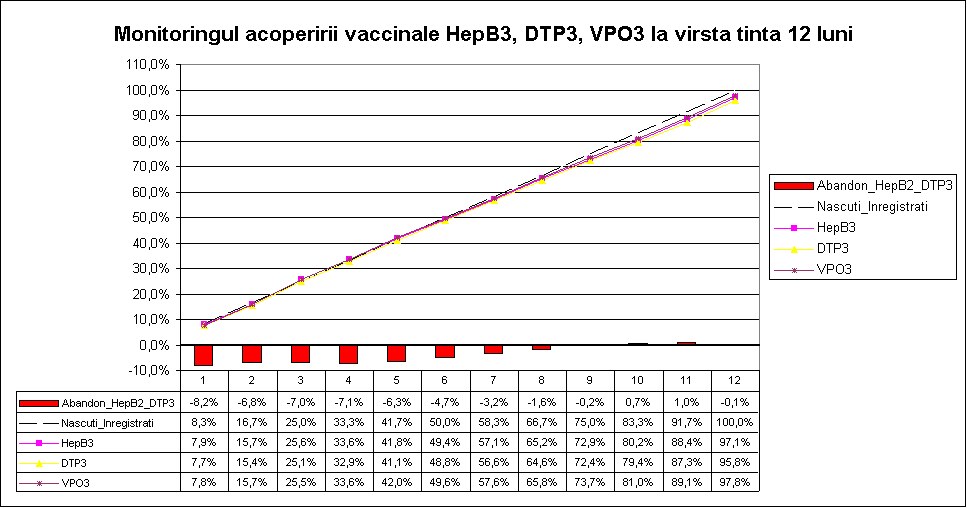 Monitoringul acoperirii vaccinale HepB3, DTP3, VPO3 la virsta tinta 12 luni
110,0%
100,0%
90,0%
80,0%
70,0%
60,0%
50,0%
40,0%
30,0%
20,0%
10,0%
0,0%
-10,0%
Abandon_HepB2_DTP3
Nascuti_Inregistrati
HepB3
DTP3
VPO3
1 2 3 4 5 6 7 8 9 10 11 12
Abandon_HepB2_DTP3 -8,2% -6,8% -7,0% -7,1% -6,3% -4,7% -3,2% -1,6% -0,2% 0,7% 1,0% -0,1%
Nascuti_Inregistrati 8,3% 16,7% 25,0% 33,3% 41,7% 50,0% 58,3% 66,7% 75,0% 83,3% 91,7% 100,0%
HepB3 7,9% 15,7% 25,6% 33,6% 41,8% 49,4% 57,1% 65,2% 72,9% 80,2% 88,4% 97,1%
DTP3 7,7% 15,4% 25,1% 32,9% 41,1% 48,8% 56,6% 64,6% 72,4% 79,4% 87,3% 95,8%
VPO3 7,8% 15,7% 25,5% 33,6% 42,0% 49,6% 57,6% 65,8% 73,7% 81,0% 89,1% 97,8%